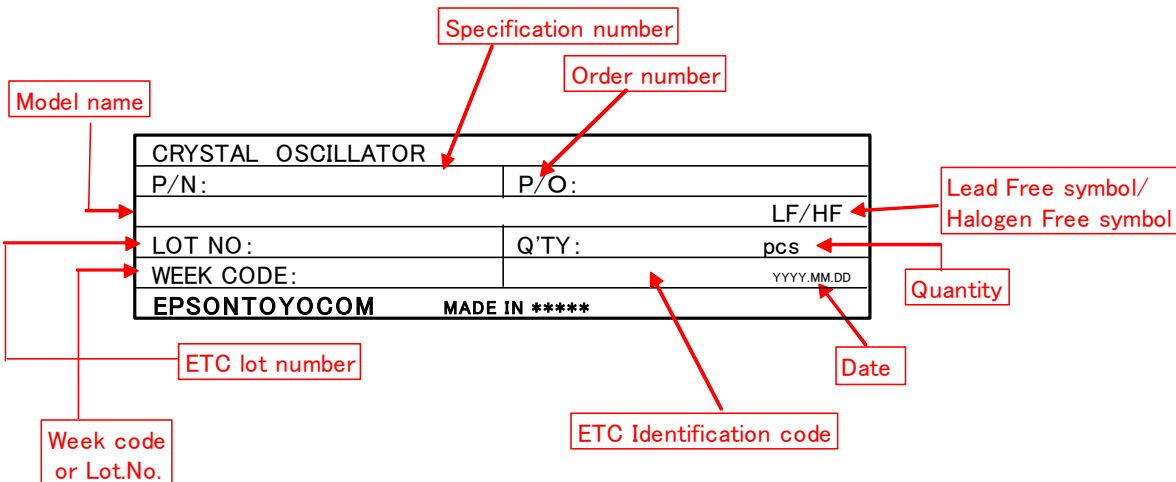 Specification number
Order number
Model name
CRYSTAL OSCILLATOR
P/N:
P/O:
LF/HF
Lead Free symbol/
Halogen Free symbol
LOT NO:
Q'TY:
pcs
WEEK CODE:
YYYY.MM.DD
Quantity
EPSONTOYOCOM
MADE IN *****
ETC lot number
Date
ETC Identification code
Week code
or Lot.No.